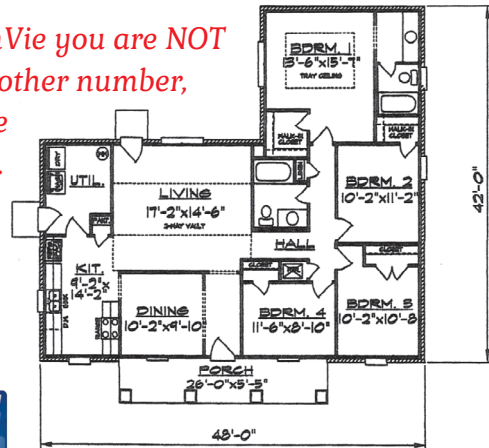 Vie you are NOT
other number,
BDRM. 1
13'-6"x15'-7"
TRAY CEILING
WALK-IN
CLOSET
WALK-IN
CLOSET
DRY
UTIL.
LIVING
17'-2"x14'-6"
2-WAY VAULT
BDRM. 2
10'-2"x11'-2"
42'-0"
HALL
KIT.
9'-2"x
14'-2"
CLOSET
CLOSET
DINING
10'-2"x9'-10"
BDRM. 4
11'-6"x8'-10"
BDRM. 3
10'-2"x10'-8
PORCH
26'-0"x5'-5"
48'-0"